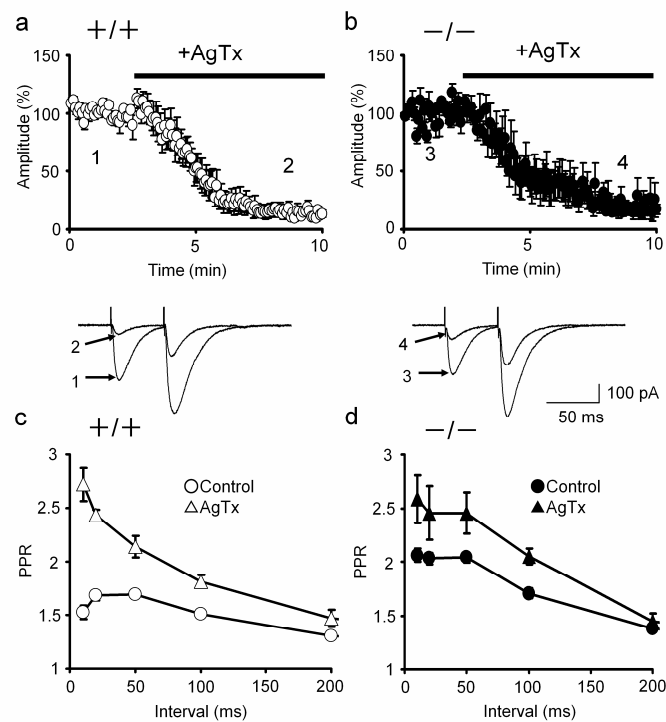 a
+/+
+AgTx
150
100
50
0
Amplitude (%)
1
2
0
5
10
Time (min)
b
−/−
+AgTx
150
100
50
0
Amplitude (%)
3
4
0
5
10
Time (min)
2
1
4
3
100 pA
50 ms
c
+/+
3
2.5
2
1.5
1
PPR
Control
AgTx
0
50
100
150
200
Interval (ms)
d
−/−
3
2.5
2
1.5
1
PPR
Control
AgTx
0
50
100
150
200
Interval (ms)